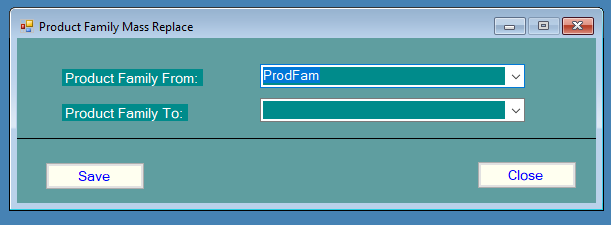 Product Family Mass Replace
Product Family From:
ProdFam
Product Family To:
Save
Close